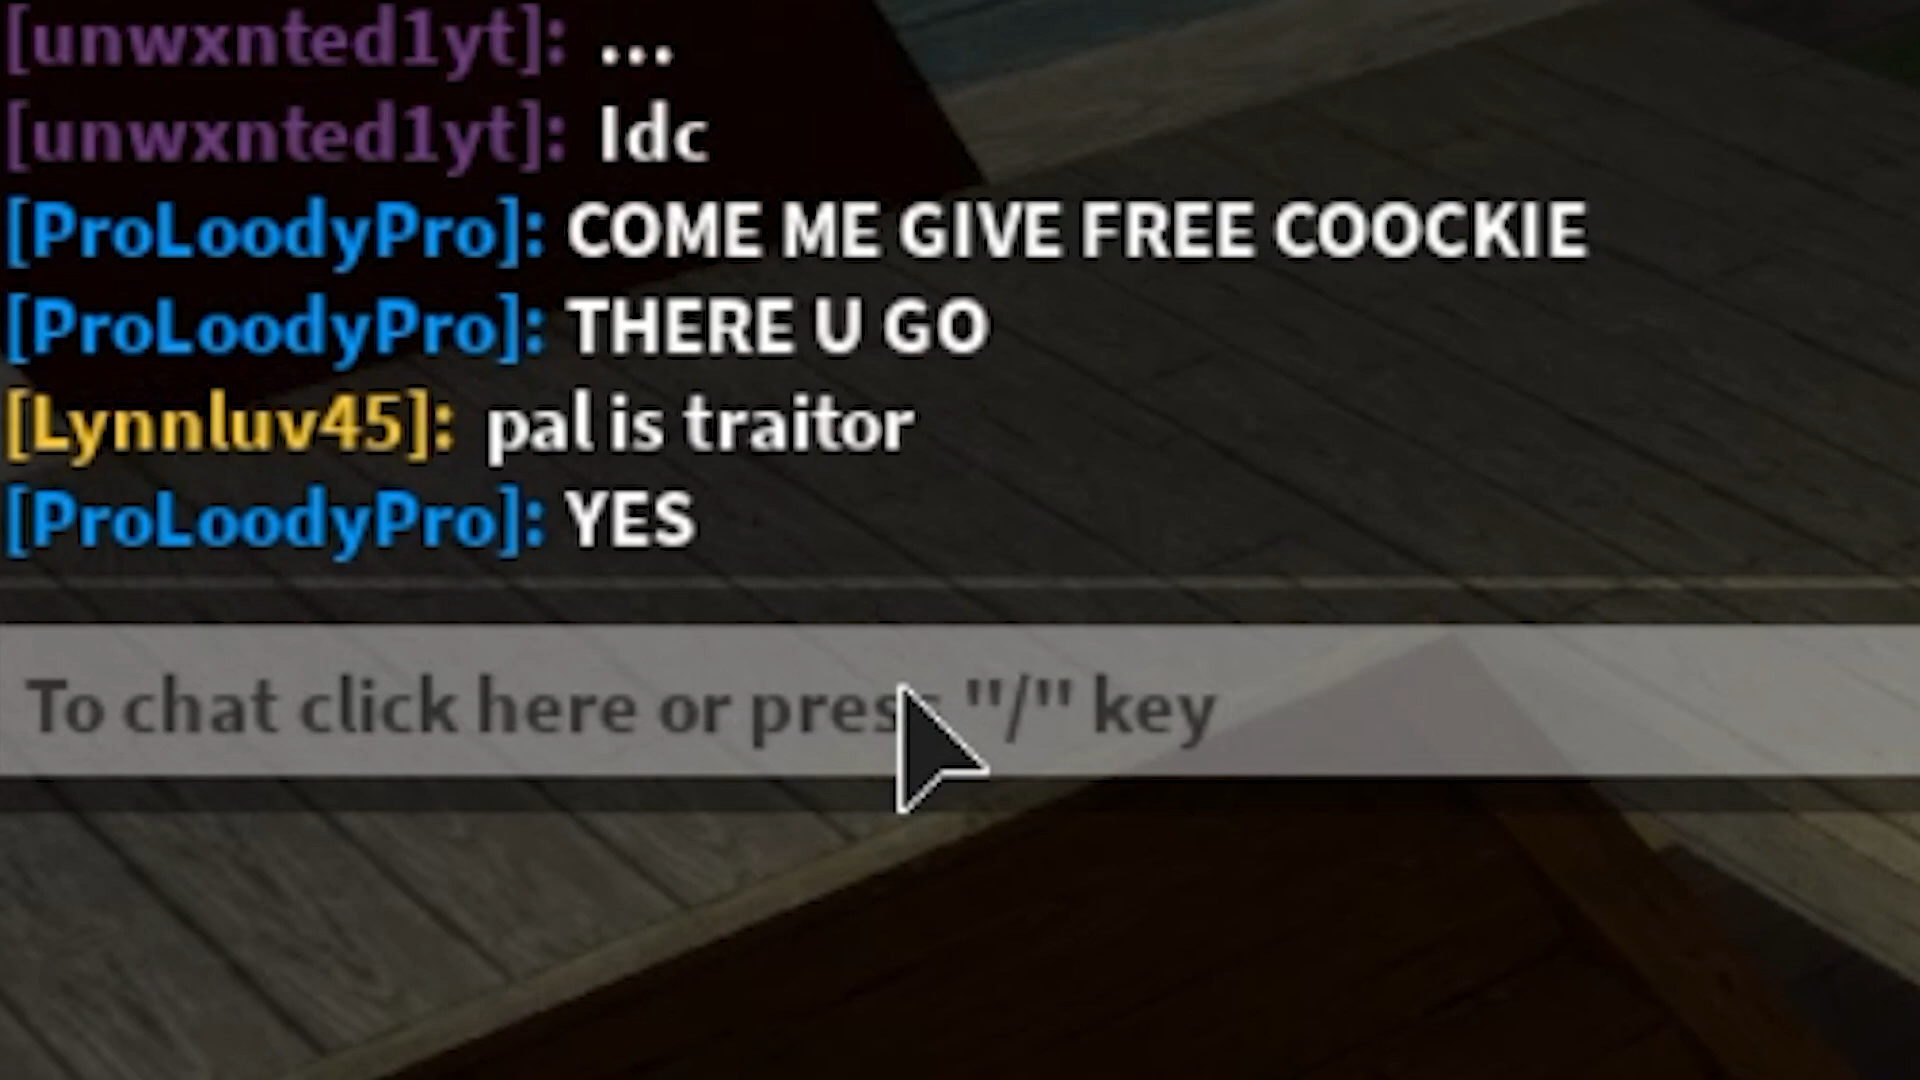 [unwxnted1yt]: ...
[unwxnted1yt]: Idc
[ProLoodyPro]: COME ME GIVE FREE COOCKIE
[ProLoodyPro]: THERE U GO
[Lynnluv45]: pal is traitor
[ProLoodyPro]: YES
To chat click here or press "/" key